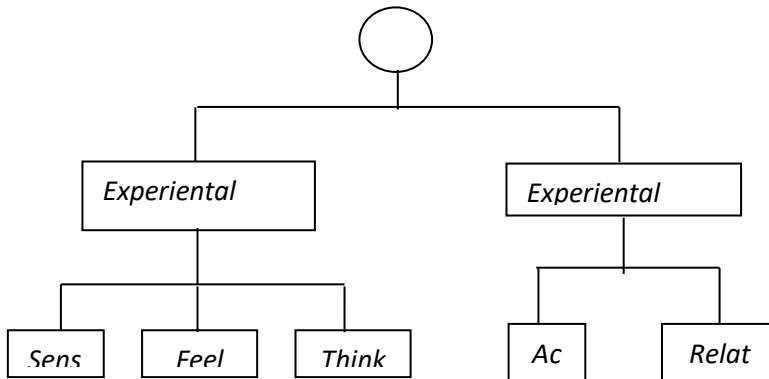 Experiental
Experiental
Sens
Feel
Think
Ac
Relat